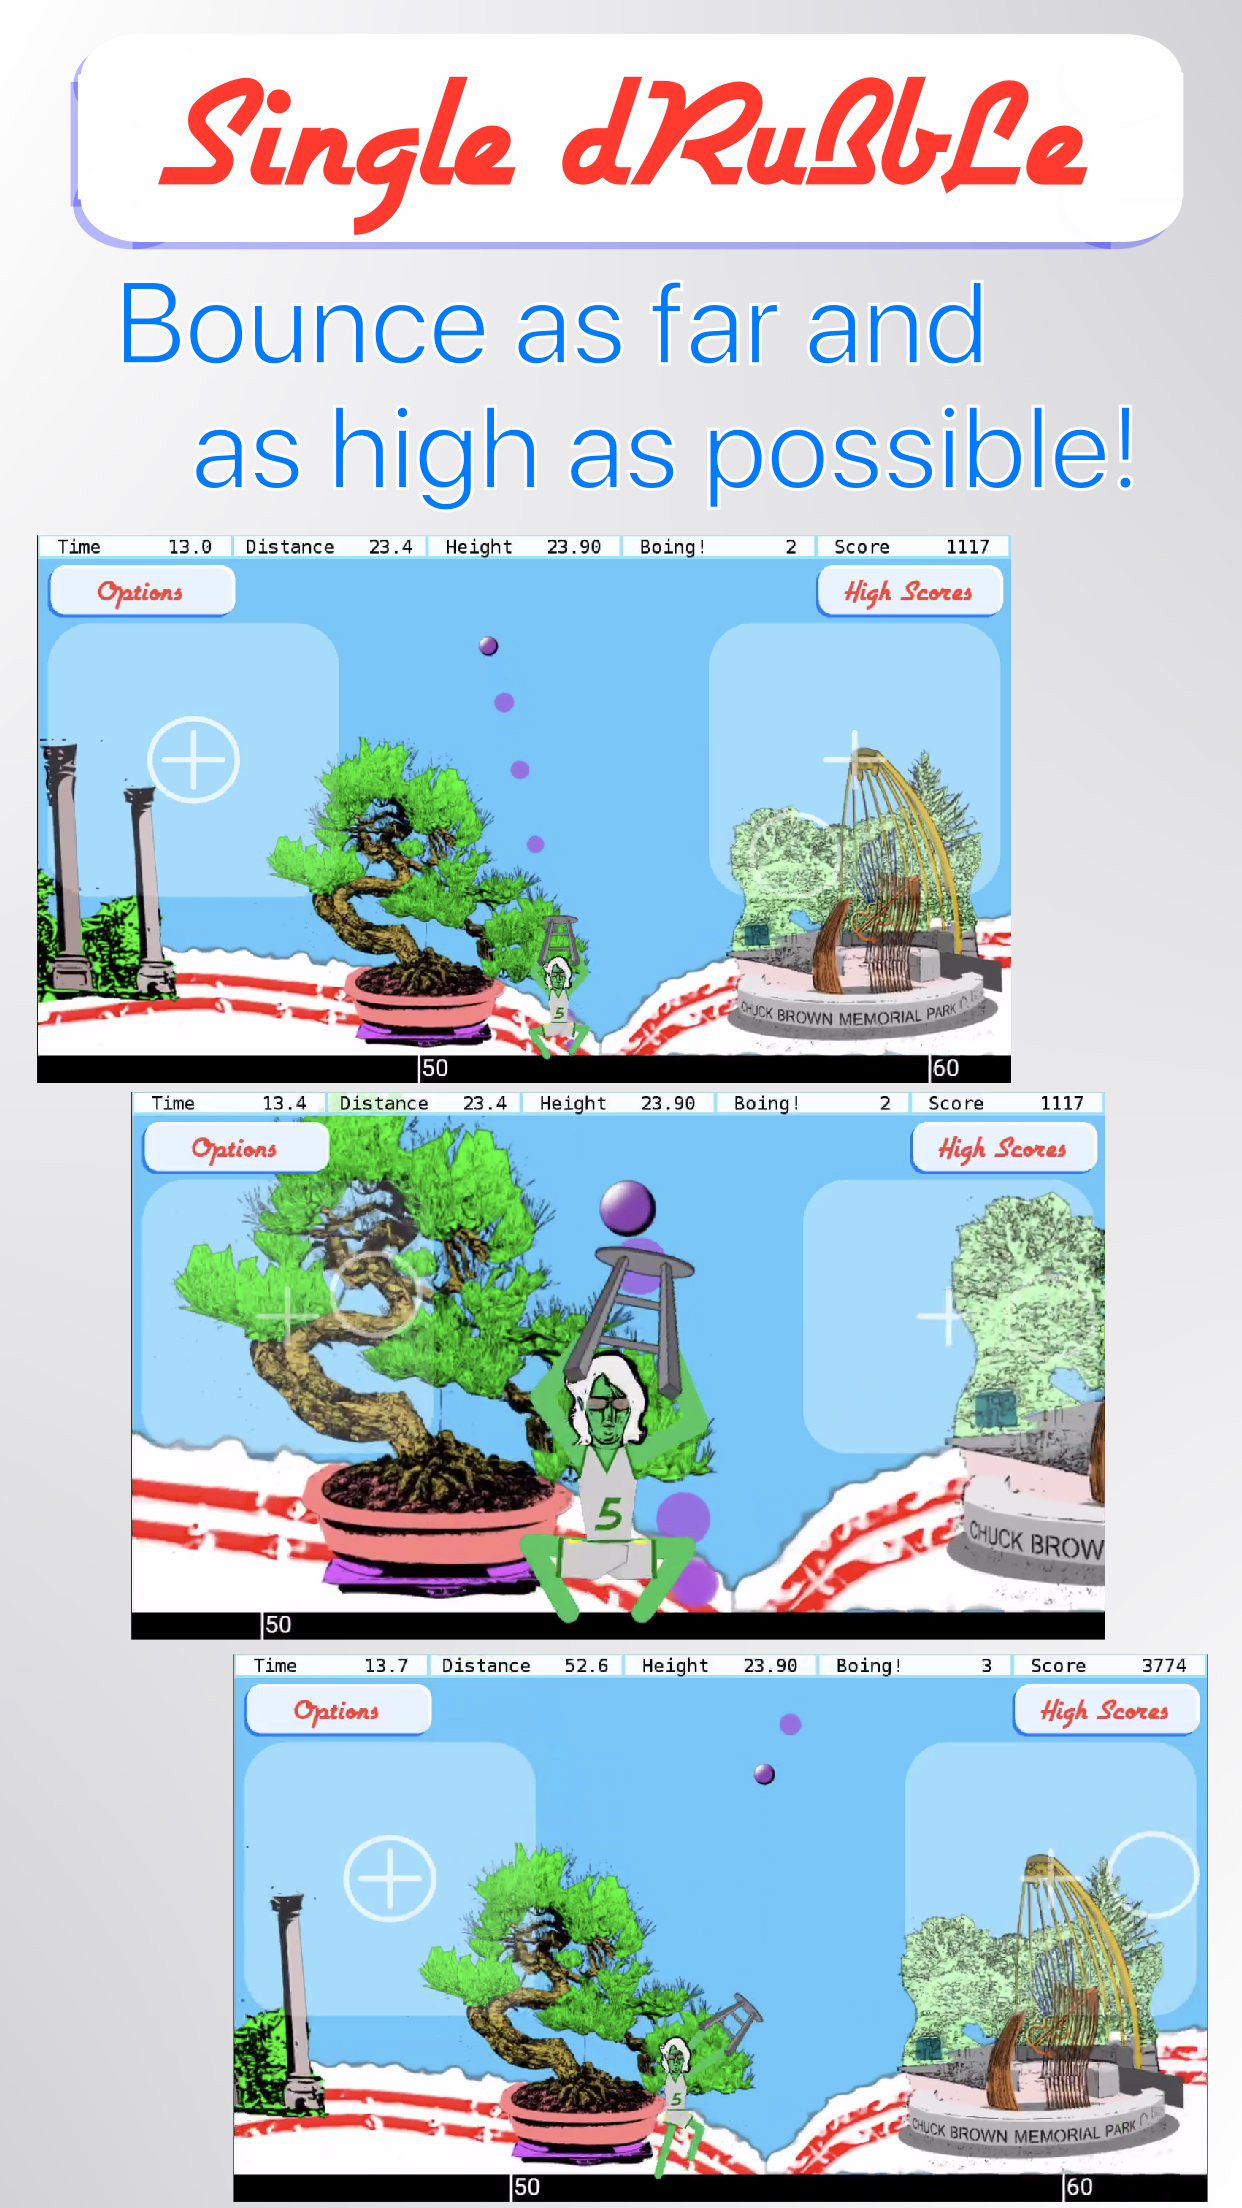 Single dRuBbLe
Bounce as far and
as high as possible!
Time 13.0 Distance 23.4 Height 23.90 Boing! 2 Score 1117
Options High Scores
5
CHUCK BROWN MEMORIAL PARK
50 60
Time 13.4 Distance 23.4 Height 23.90 Boing! 2 Score 1117
Options High Scores
5
CHUCK BROW
50
Time 13.7 Distance 52.6 Height 23.90 Boing! 3 Score 3774
Options High Scores
5
CHUCK BROWN MEMORIAL PARK
50 60